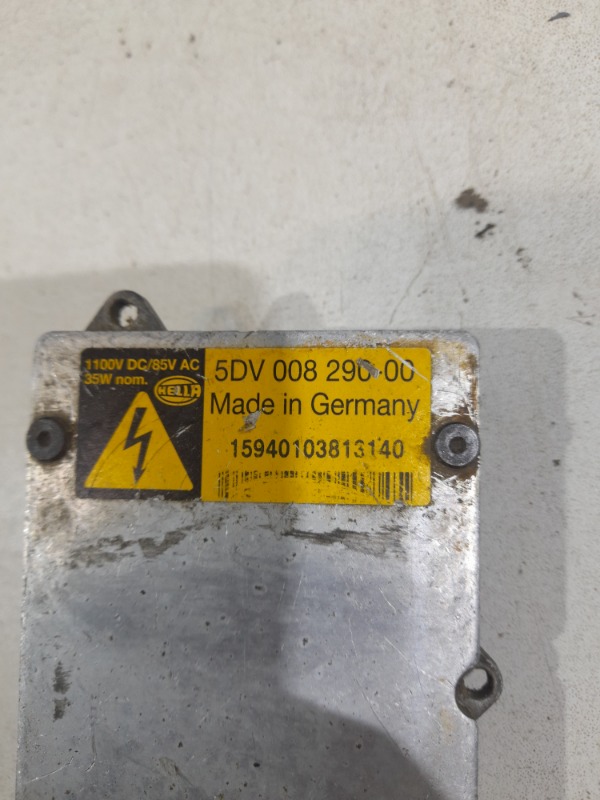 1100V DC/85V AC
35W nom.
HELLA
5DV 008 290-00
Made in Germany
15940103813140